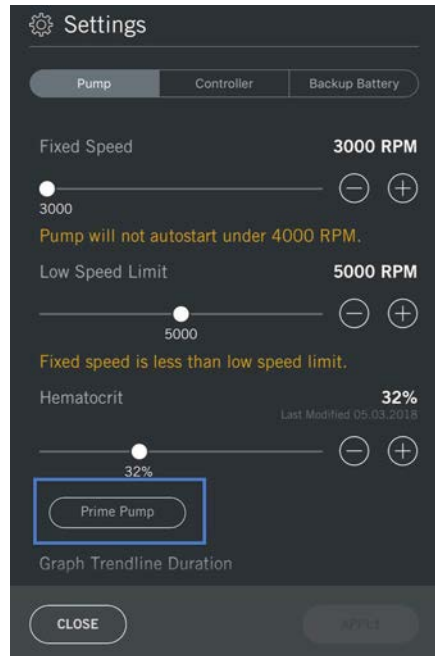 Settings
Pump Controller Backup Battery
Fixed Speed 3000 RPM
3000
Pump will not autostart under 4000 RPM.
Low Speed Limit 5000 RPM
5000
Fixed speed is less than low speed limit.
Hematocrit 32%
Last Modified 05.03.2018
32%
Prime Pump
Graph Trendline Duration
CLOSE APPLY